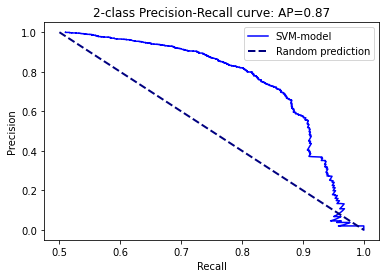 2-class Precision-Recall curve: AP=0.87
SVM-model
Random prediction
Precision
1.0
0.8
0.6
0.4
0.2
0.0
0.5 0.6 0.7 0.8 0.9 1.0
Recall